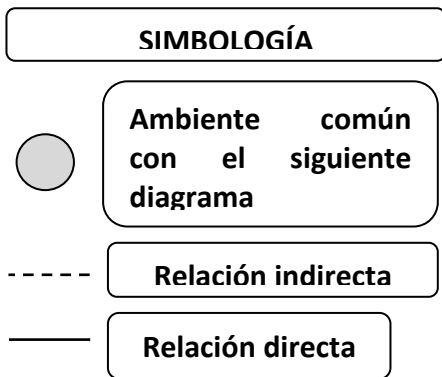 SIMBOLOGÍA
Ambiente común
con el siguiente
diagrama
Relación indirecta
Relación directa